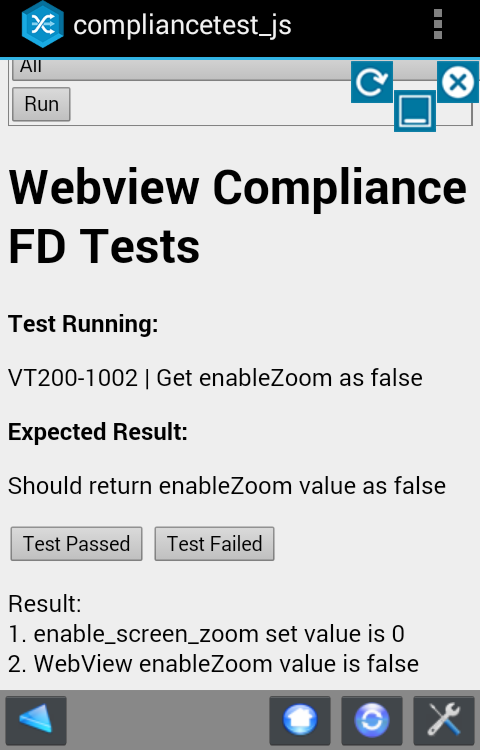 compliancetest_js
All
Run
Webview Compliance
FD Tests
Test Running:
VT200-1002 | Get enableZoom as false
Expected Result:
Should return enableZoom value as false
Test Passed Test Failed
Result:
1. enable_screen_zoom set value is 0
2. WebView enableZoom value is false